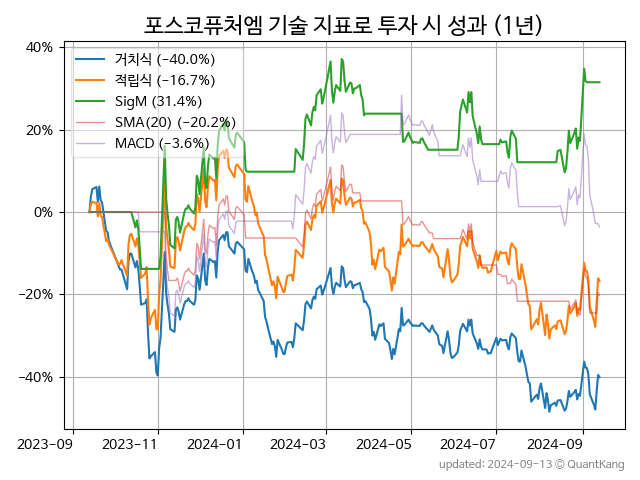 포스코퓨처엠 기술 지표로 투자 시 성과 (1년)
40%
20%
0%
−20%
−40%
거치식 (−40.0%)
적립식 (−16.7%)
SigM (31.4%)
SMA(20) (−20.2%)
MACD (−3.6%)
2023-09 2023-11 2024-01 2024-03 2024-05 2024-07 2024-09
updated: 2024-09-13 ⓒ QuantKang